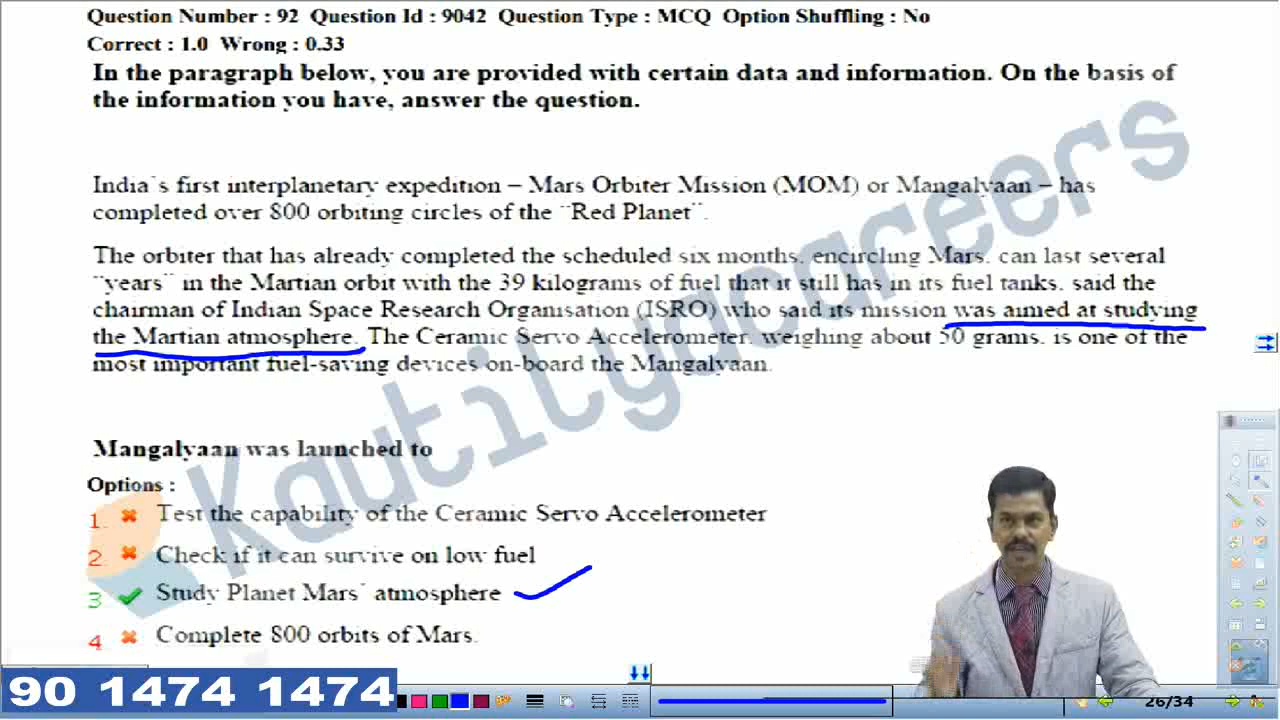 Question Number : 92 Question Id : 9042 Question Type : MCQ Option Shuffling : No
Correct : 1.0 Wrong : 0.33
In the paragraph below, you are provided with certain data and information. On the basis of
the information you have, answer the question.
India's first interplanetary expedition – Mars Orbiter Mission (MOM) or Mangalyaan – has
completed over 800 orbiting circles of the "Red Planet".
The orbiter that has already completed the scheduled six months, encircling Mars, can last several
"years" in the Martian orbit with the 39 kilograms of fuel that it still has in its fuel tanks, said the
chairman of Indian Space Research Organisation (ISRO) who said its mission was aimed at studying
the Martian atmosphere. The Ceramic Servo Accelerometer, weighing about 50 grams, is one of the
most important fuel-saving devices on-board the Mangalyaan.
Mangalyaan was launched to
Options :
1. Test the capability of the Ceramic Servo Accelerometer
2. Check if it can survive on low fuel
3 Study Planet Mars' atmosphere
4 Complete 800 orbits of Mars.
Kautilyacareers
90 1474 1474
26/34